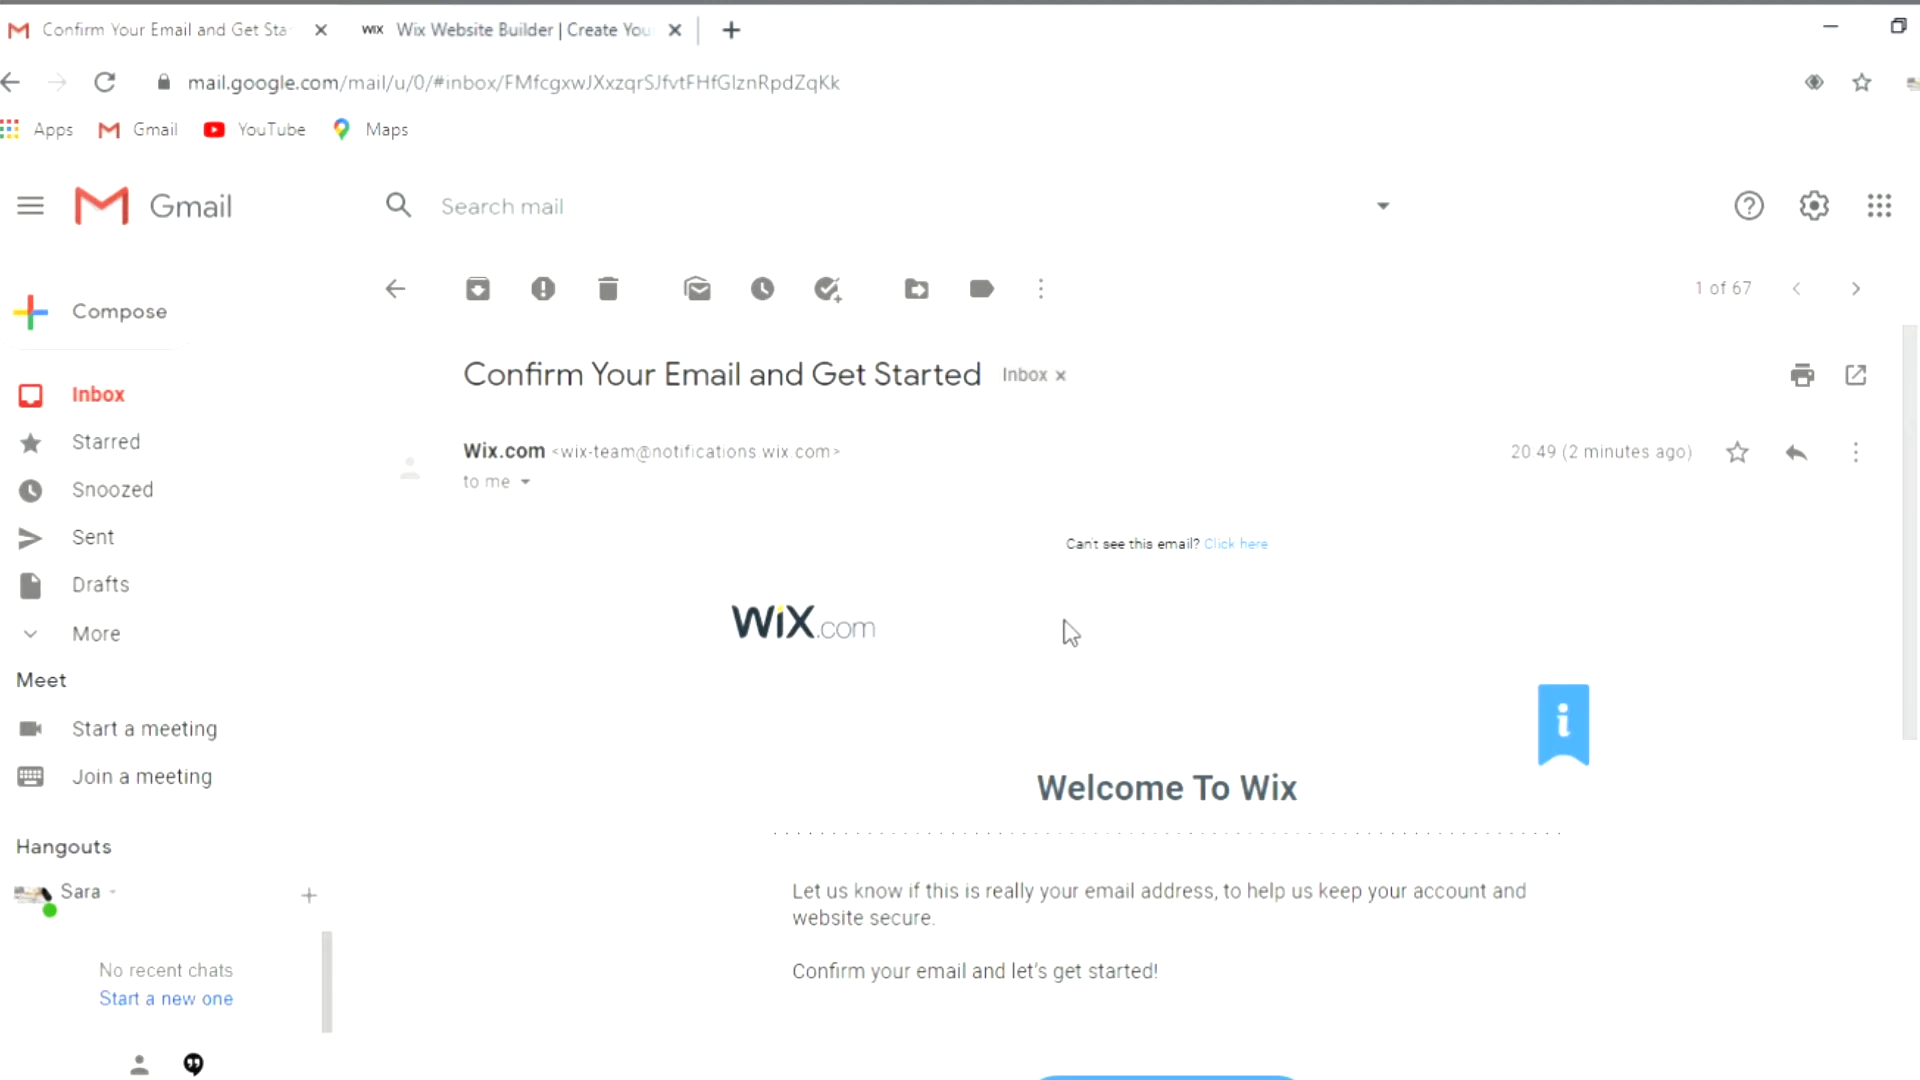 Confirm Your Email and Get Sta
WiX Wix Website Builder | Create You
mail.google.com/mail/u/0/#inbox/FMfcgxwJXxzqrSJfvtFHfGlznRpdZqKk
Apps Gmail YouTube Maps
Gmail
Search mail
Compose
1 of 67
Confirm Your Email and Get Started Inbox x
Wix.com <wix-team@notifications.wix.com>
20 49 (2 minutes ago)
to me
Inbox
Starred
Snoozed
Sent
Drafts
More
Meet
Start a meeting
Join a meeting
Hangouts
Sara
No recent chats
Start a new one
Can't see this email? Click here
WiX.com
i
Welcome To Wix
Let us know if this is really your email address, to help us keep your account and
website secure.
Confirm your email and let's get started!